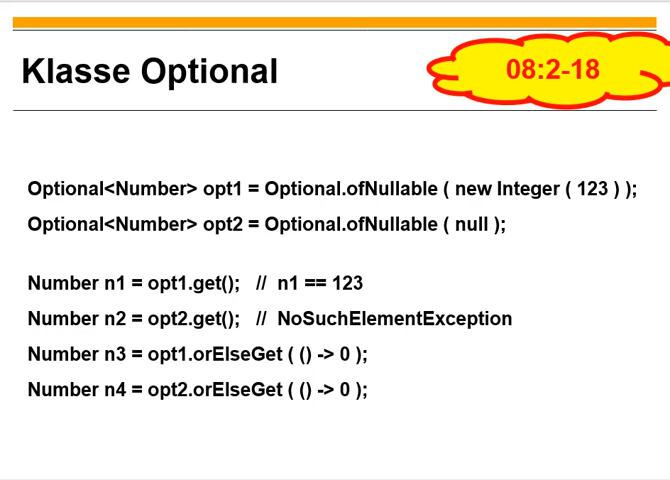 Klasse Optional
08:2-18
Optional<Number> opt1 = Optional.ofNullable ( new Integer ( 123 ) );
Optional<Number> opt2 = Optional.ofNullable ( null );
Number n1 = opt1.get(); // n1 == 123
Number n2 = opt2.get(); // NoSuchElementException
Number n3 = opt1.orElseGet ( () -> 0 );
Number n4 = opt2.orElseGet ( () -> 0 );